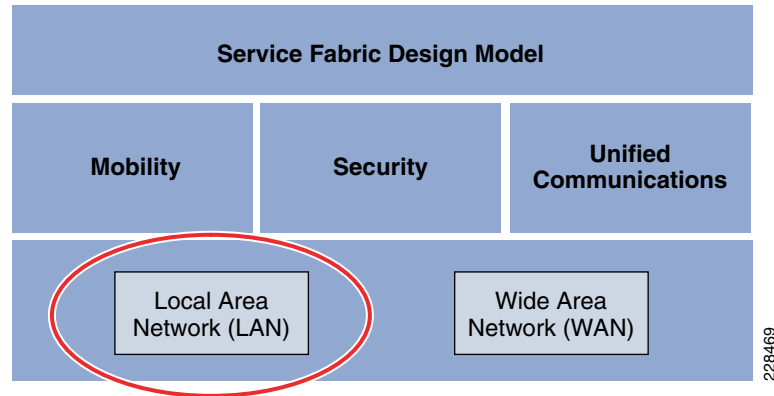 Service Fabric Design Model
Mobility
Security
Unified
Communications
Local Area
Network (LAN)
Wide Area
Network (WAN)
228469